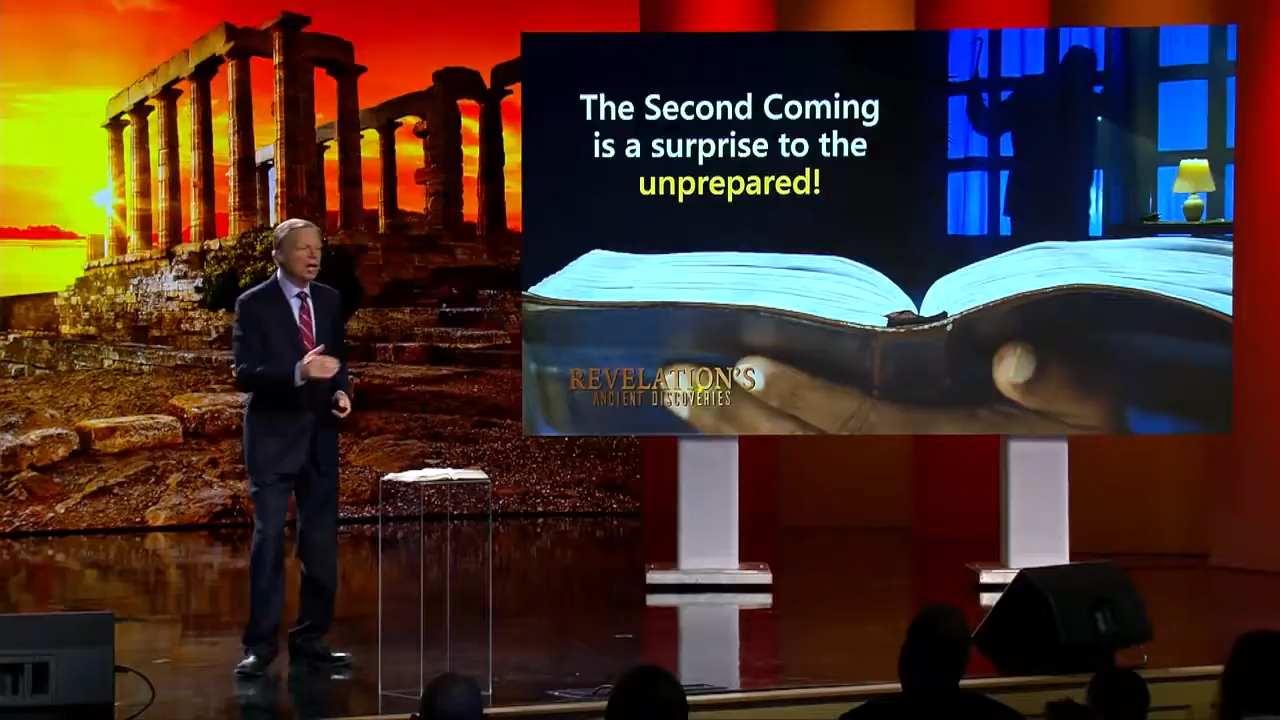 The Second Coming
is a surprise to the
unprepared!
REVELATION'S
ANCIENT DISCOVERIES